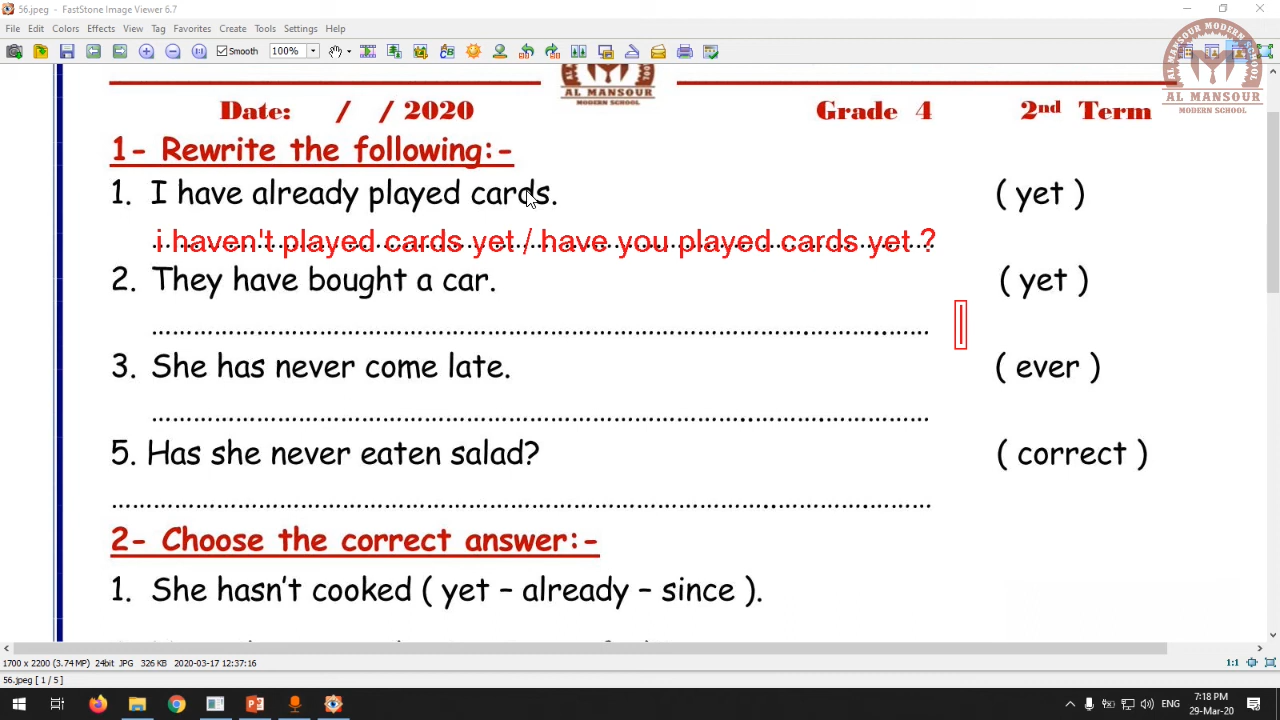 56.jpeg - FastStone Image Viewer 6.7
File Edit Colors Effects View Tag Favorites Create Tools Settings Help
Smooth 100%
AL MANSOUR
MODERN SCHOOL
AL MANSOUR
MODERN SCHOOL
Date: / / 2020 Grade 4 2nd Term
1- Rewrite the following:-
1. I have already played cards. ( yet )
i haven't played cards yet / have you played cards yet ?
2. They have bought a car. ( yet )
3. She has never come late. ( ever )
5. Has she never eaten salad? ( correct )
2- Choose the correct answer:-
1. She hasn't cooked ( yet – already – since ).
1700 x 2200 (3.74 MP) 24bit JPG 326 KB 2020-03-17 12:37:16 1:1
56.jpeg [ 1 / 5 ]
ENG 7:18 PM
29-Mar-20